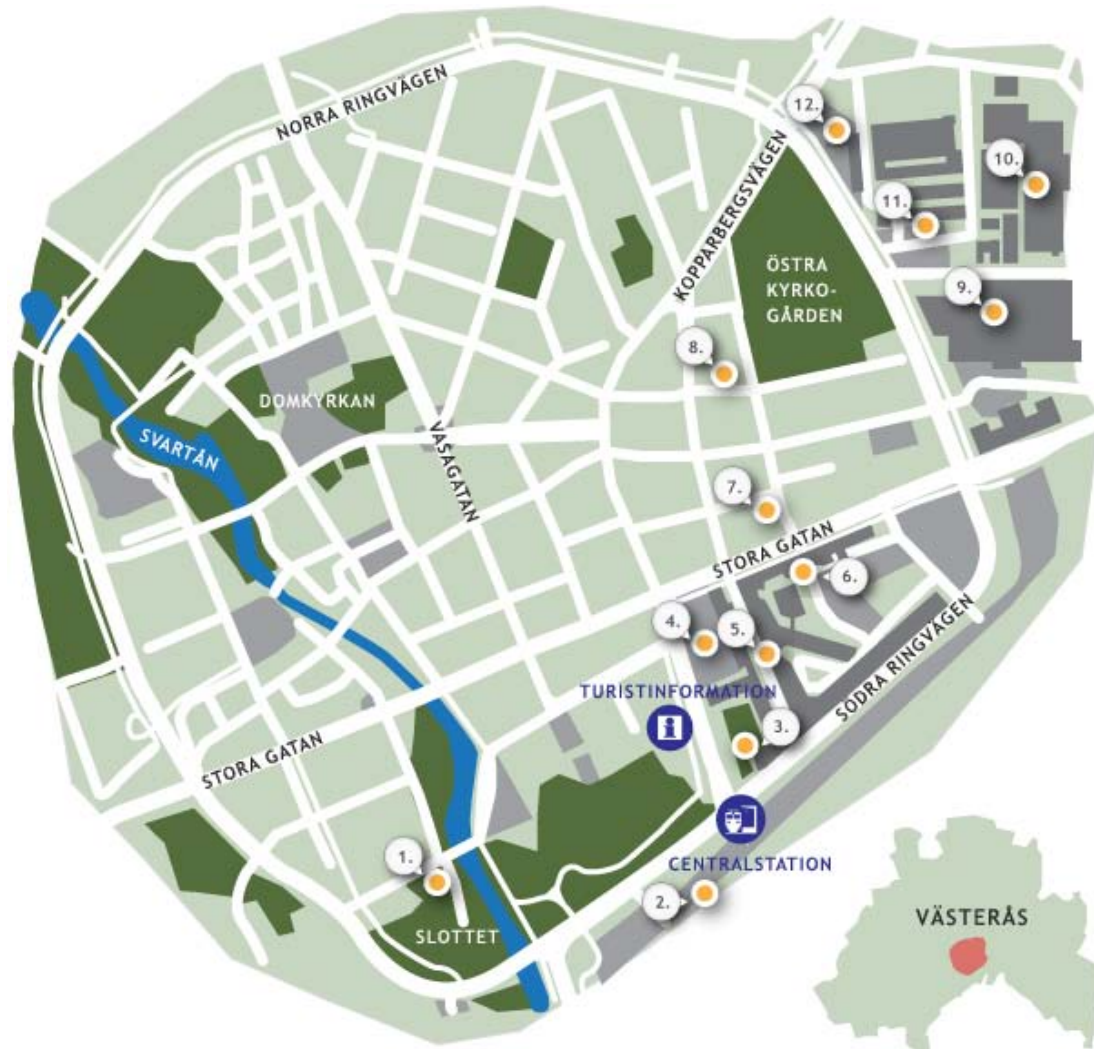 NORRA RINGVÄGEN
12.
KOPPARBERGSVÄGEN
10.
11.
ÖSTRA
KYRKO-
GÅRDEN
9.
8.
DOMKYRKAN
SVARTÅN
VASAGATAN
7.
STORA GATAN
6.
4.
5.
SÖDRA RINGVÄGEN
TURISTINFORMATION
3.
STORA GATAN
1.
CENTRALSTATION
2.
SLOTTET
VÄSTERÅS